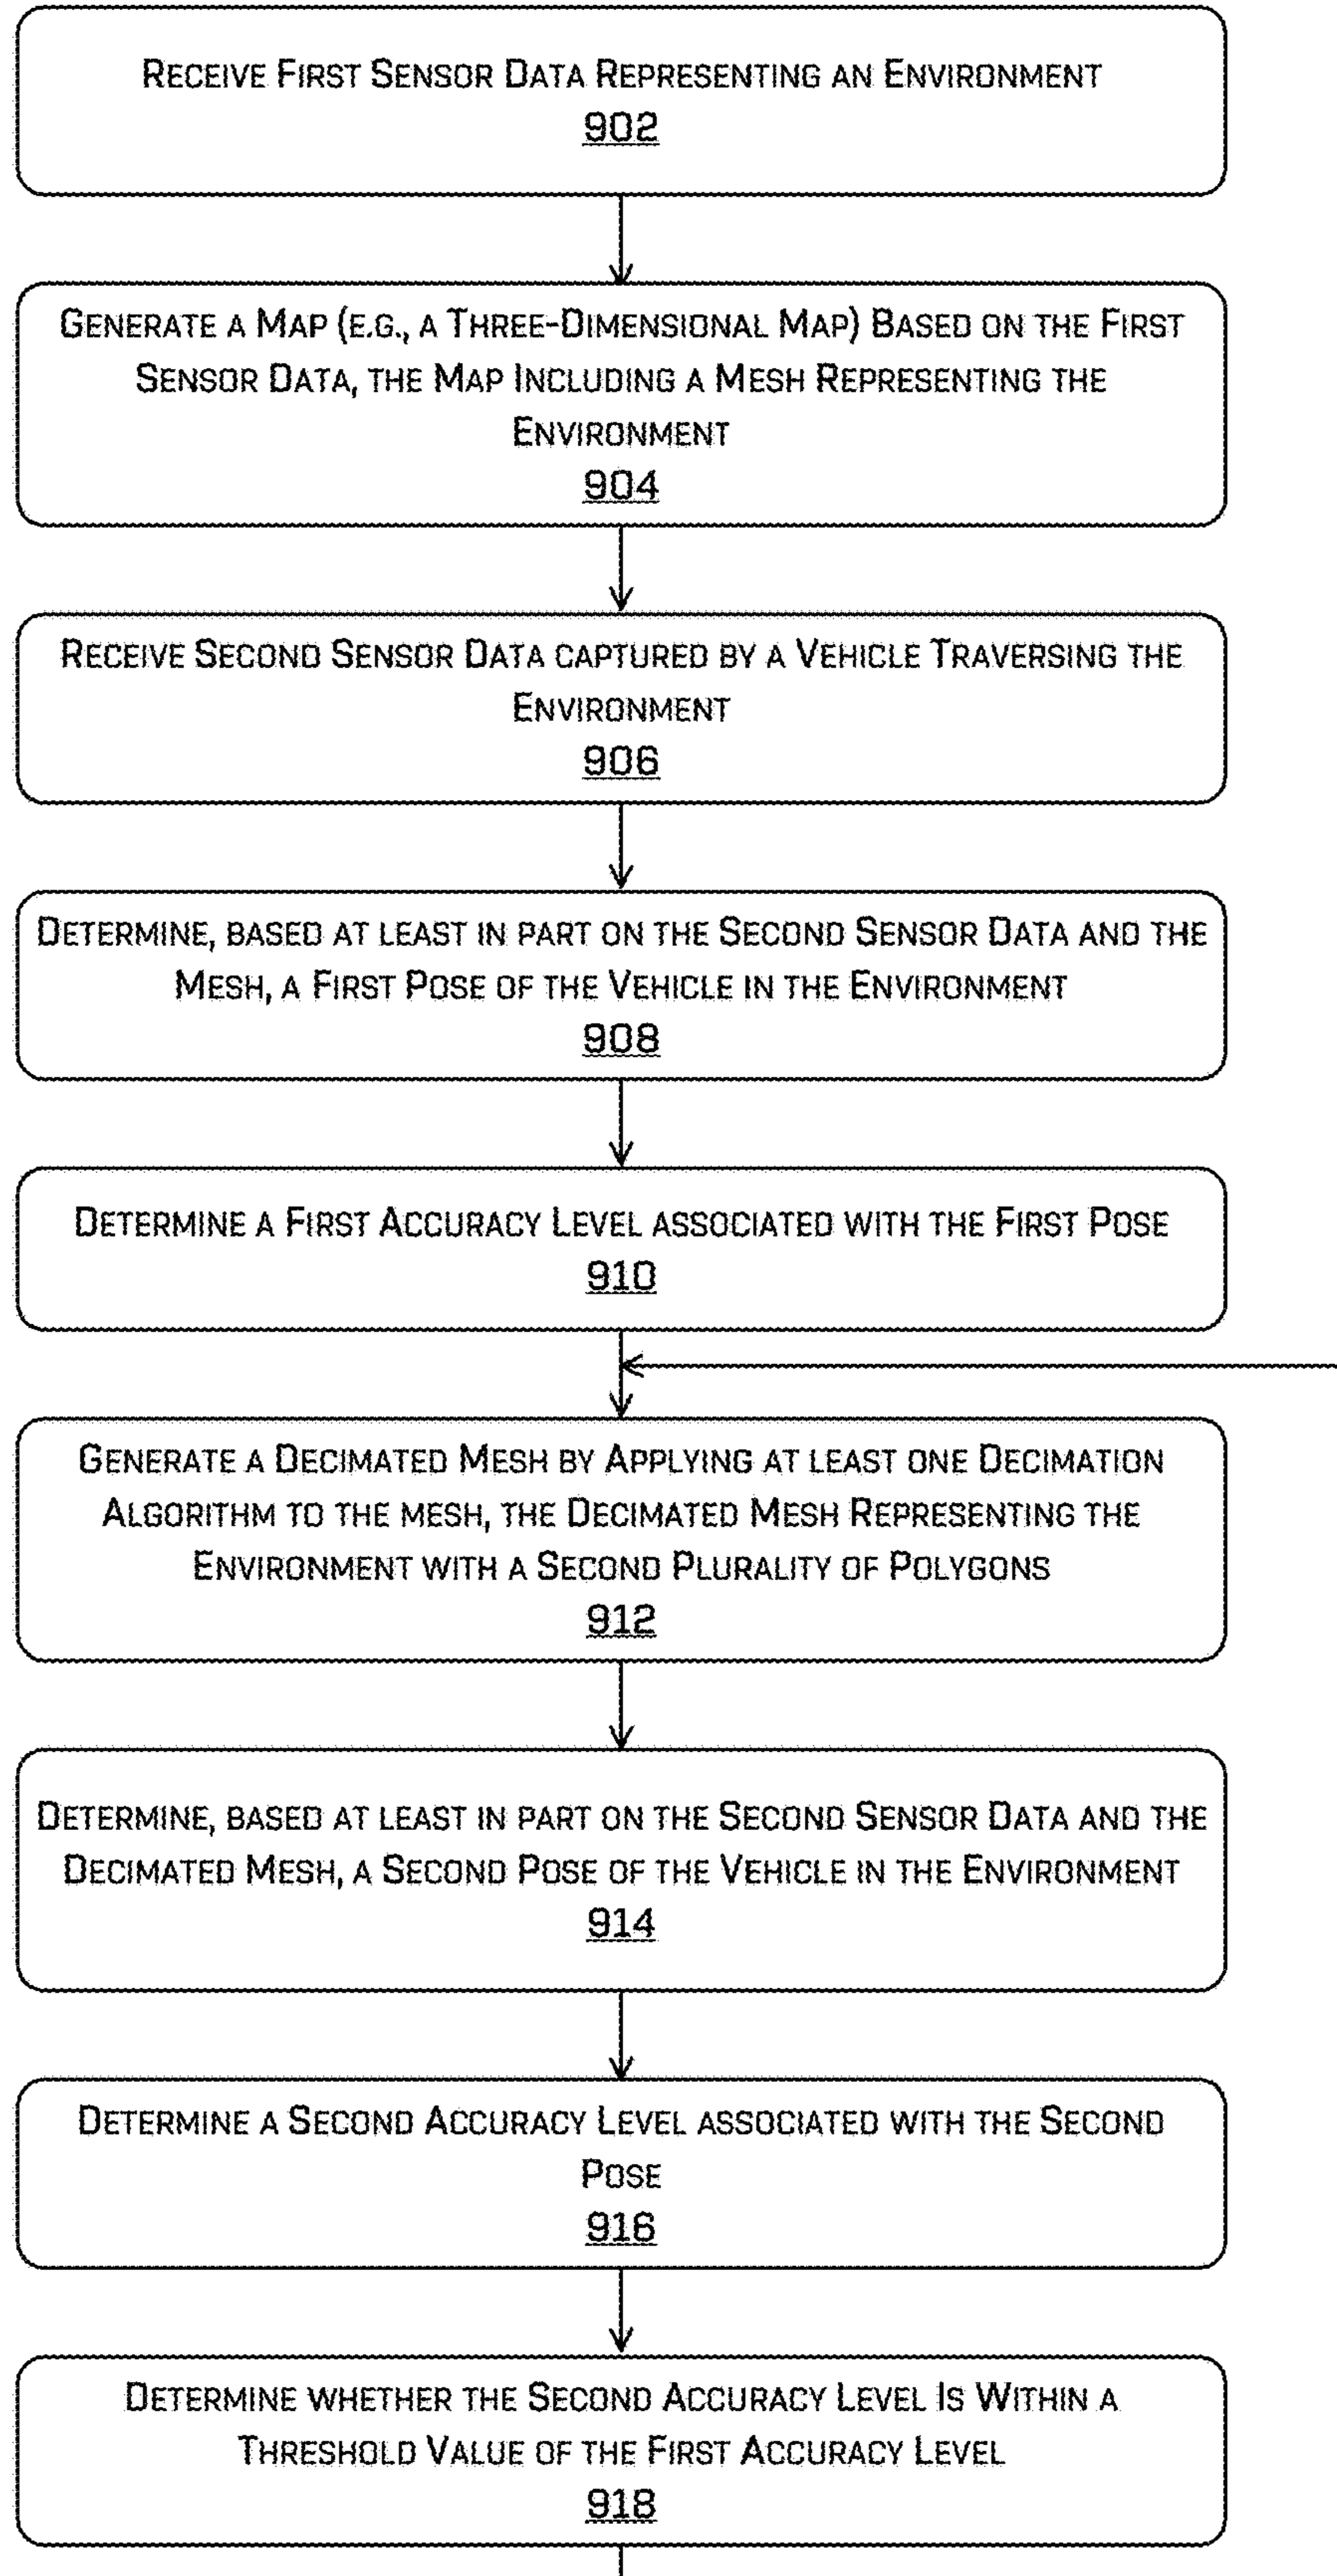 Receive First Sensor Data Representing an Environment
902
Generate a Map (e.g., a Three-Dimensional Map) Based on the First
Sensor Data, the Map Including a Mesh Representing the
Environment
904
Receive Second Sensor Data captured by a Vehicle Traversing the
Environment
906
Determine, based at least in part on the Second Sensor Data and the
Mesh, a First Pose of the Vehicle in the Environment
908
Determine a First Accuracy Level associated with the First Pose
910
Generate a Decimated Mesh by Applying at least one Decimation
Algorithm to the mesh, the Decimated Mesh Representing the
Environment with a Second Plurality of Polygons
912
Determine, based at least in part on the Second Sensor Data and the
Decimated Mesh, a Second Pose of the Vehicle in the Environment
914
Determine a Second Accuracy Level associated with the Second
Pose
916
Determine whether the Second Accuracy Level Is Within a
Threshold Value of the First Accuracy Level
918